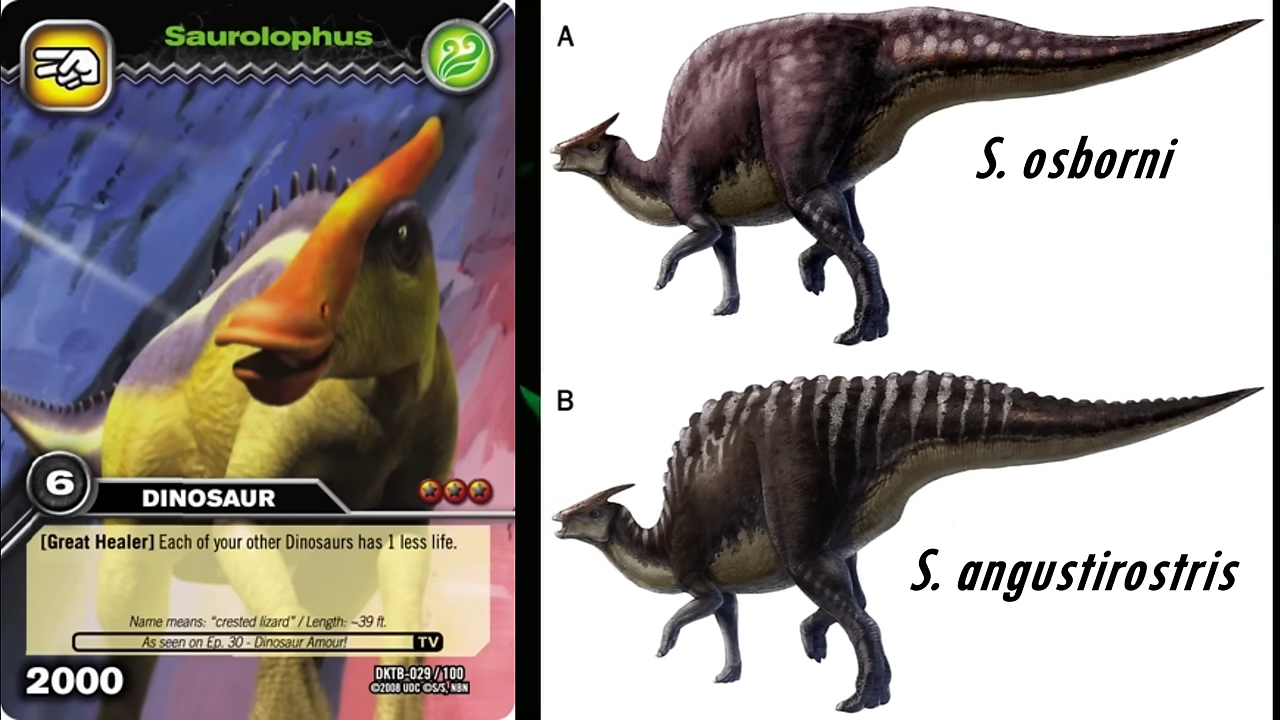 Saurolophus
6
DINOSAUR
[Great Healer] Each of your other Dinosaurs has 1 less life.
Name means: “crested lizard” / Length: ~39 ft.
As seen on Ep. 30 - Dinosaur Amour! TV
2000
DKTB-029/100
©2008 UDC ©S/S, NBN
A
S. osborni
B
S. angustirostris